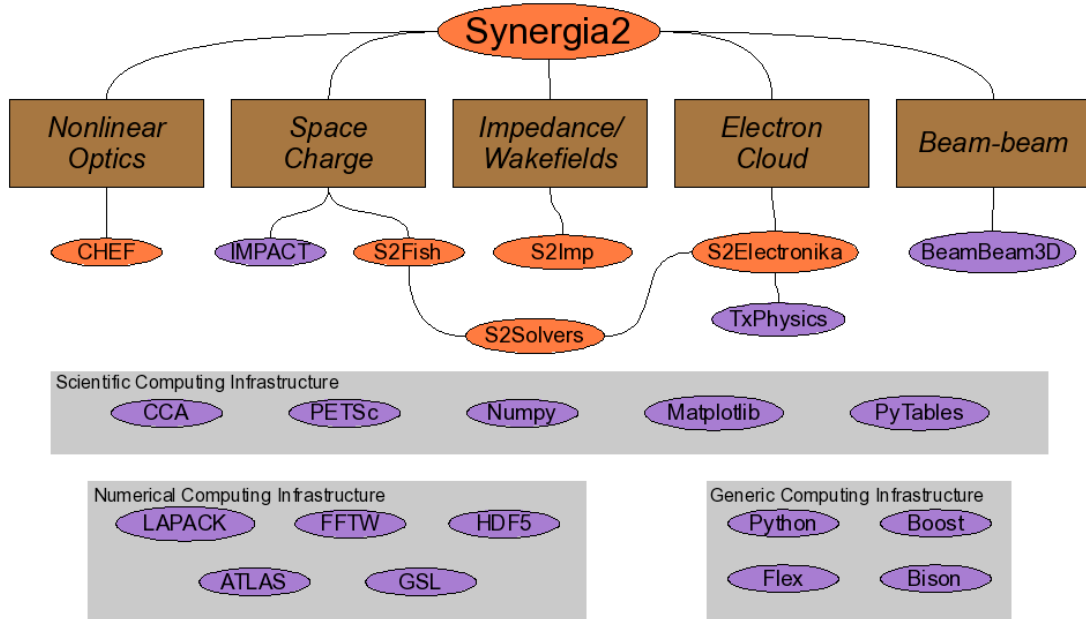 Synergia2
Nonlinear
Optics
Space
Charge
Impedance/
Wakefields
Electron
Cloud
Beam-beam
CHEF
IMPACT
S2Fish
S2Imp
S2Electronika
BeamBeam3D
TxPhysics
S2Solvers
Scientific Computing Infrastructure
CCA
PETSc
Numpy
Matplotlib
PyTables
Numerical Computing Infrastructure
LAPACK
FFTW
HDF5
ATLAS
GSL
Generic Computing Infrastructure
Python
Boost
Flex
Bison